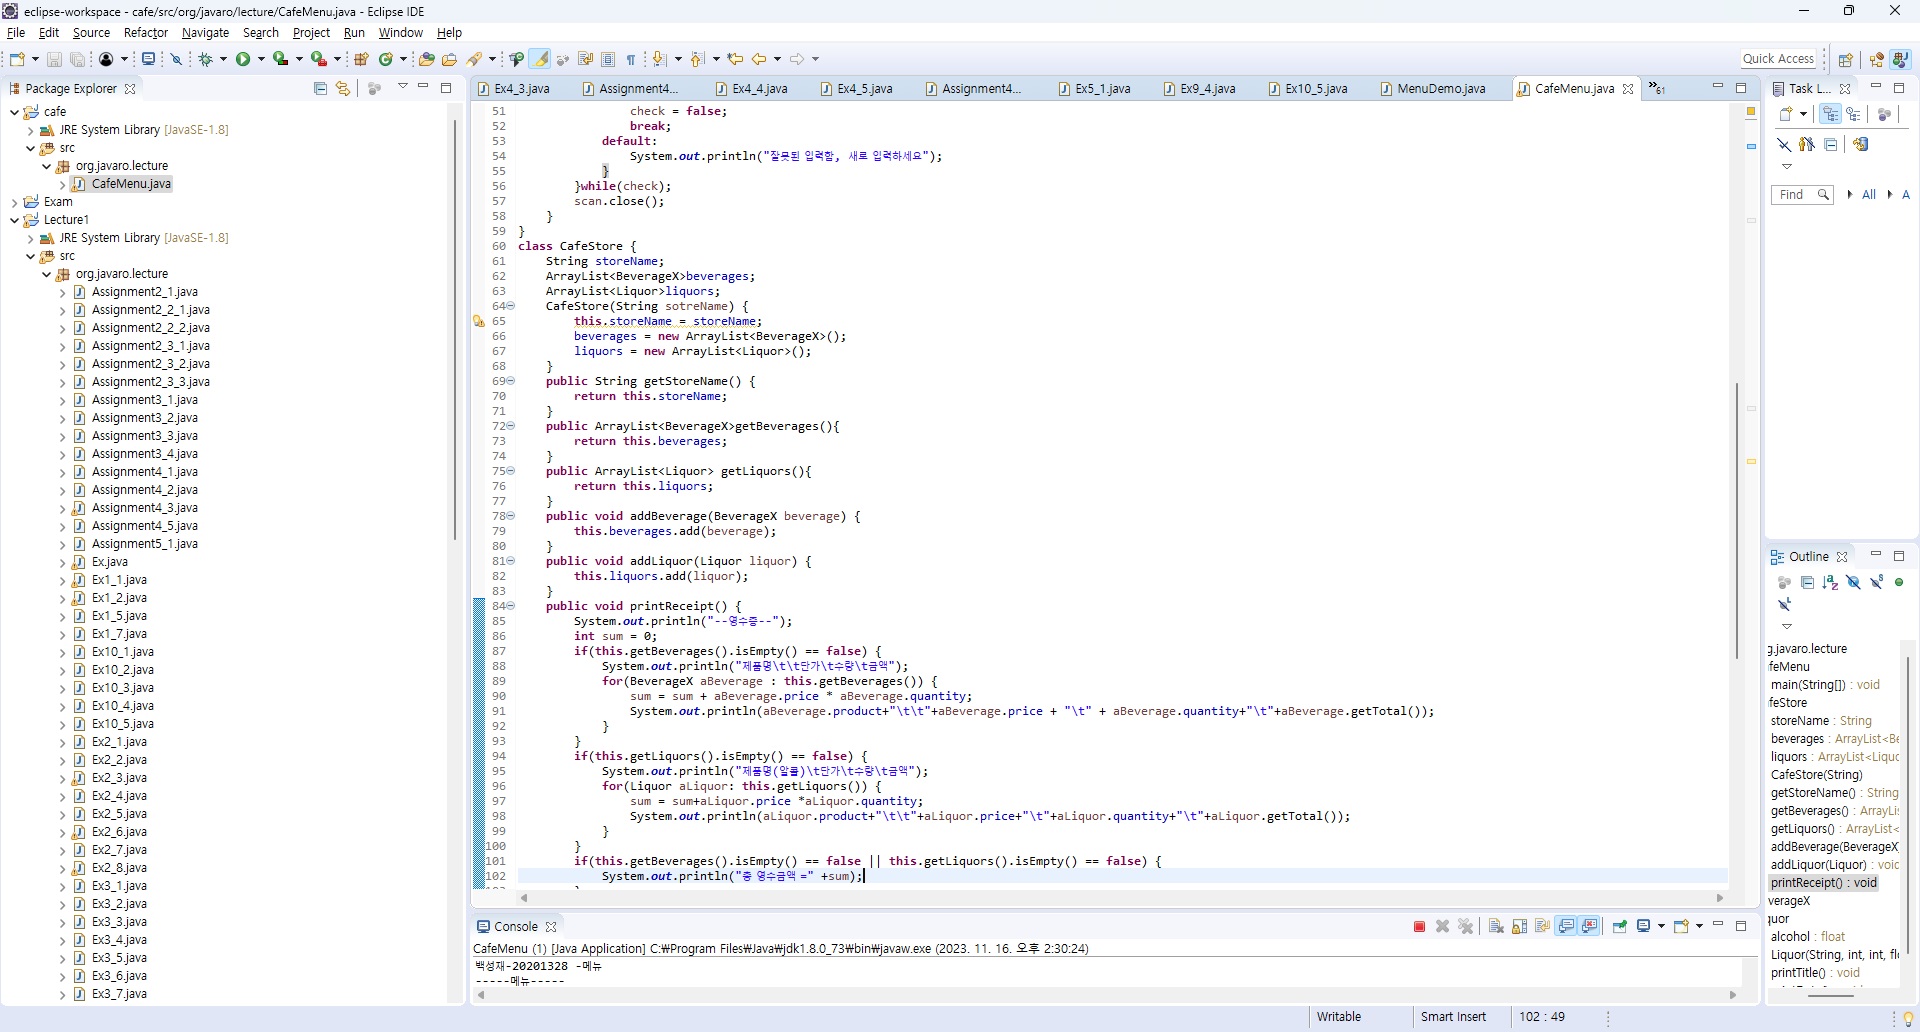 eclipse-workspace - cafe/src/org/javaro/lecture/CafeMenu.java - Eclipse IDE
File Edit Source Refactor Navigate Search Project Run Window Help
Quick Access
Package Explorer
cafe
JRE System Library [JavaSE-1.8]
src
org.javaro.lecture
CafeMenu.java
Exam
Lecture1
JRE System Library [JavaSE-1.8]
src
org.javaro.lecture
Assignment2_1.java
Assignment2_2_1.java
Assignment2_2_2.java
Assignment2_3_1.java
Assignment2_3_2.java
Assignment2_3_3.java
Assignment3_1.java
Assignment3_2.java
Assignment3_3.java
Assignment3_4.java
Assignment4_1.java
Assignment4_2.java
Assignment4_3.java
Assignment4_5.java
Assignment5_1.java
Ex.java
Ex1_1.java
Ex1_2.java
Ex1_5.java
Ex1_7.java
Ex10_1.java
Ex10_2.java
Ex10_3.java
Ex10_4.java
Ex10_5.java
Ex2_1.java
Ex2_2.java
Ex2_3.java
Ex2_4.java
Ex2_5.java
Ex2_6.java
Ex2_7.java
Ex2_8.java
Ex3_1.java
Ex3_2.java
Ex3_3.java
Ex3_4.java
Ex3_5.java
Ex3_6.java
Ex3_7.java
Ex4_3.java Assignment4... Ex4_4.java Ex4_5.java Assignment4... Ex5_1.java Ex9_4.java Ex10_5.java MenuDemo.java CafeMenu.java »61
51 check = false;
52 break;
53 default:
54 System.out.println("잘못된 입력함, 새로 입력하세요");
55 }
56 }while(check);
57 scan.close();
58 }
59 }
60 class CafeStore {
61 String storeName;
62 ArrayList<BeverageX>beverages;
63 ArrayList<Liquor>liquors;
64 CafeStore(String sotreName) {
65 this.storeName = storeName;
66 beverages = new ArrayList<BeverageX>();
67 liquors = new ArrayList<Liquor>();
68 }
69 public String getStoreName() {
70 return this.storeName;
71 }
72 public ArrayList<BeverageX>getBeverages(){
73 return this.beverages;
74 }
75 public ArrayList<Liquor> getLiquors(){
76 return this.liquors;
77 }
78 public void addBeverage(BeverageX beverage) {
79 this.beverages.add(beverage);
80 }
81 public void addLiquor(Liquor liquor) {
82 this.liquors.add(liquor);
83 }
84 public void printReceipt() {
85 System.out.println("--영수증--");
86 int sum = 0;
87 if(this.getBeverages().isEmpty() == false) {
88 System.out.println("제품명\t\t단가\t수량\t금액");
89 for(BeverageX aBeverage : this.getBeverages()) {
90 sum = sum + aBeverage.price * aBeverage.quantity;
91 System.out.println(aBeverage.product+"\t\t"+aBeverage.price + "\t" + aBeverage.quantity+"\t"+aBeverage.getTotal());
92 }
93 }
94 if(this.getLiquors().isEmpty() == false) {
95 System.out.println("제품명(알콜)\t단가\t수량\t금액");
96 for(Liquor aLiquor: this.getLiquors()) {
97 sum = sum+aLiquor.price *aLiquor.quantity;
98 System.out.println(aLiquor.product+"\t\t"+aLiquor.price+"\t"+aLiquor.quantity+"\t"+aLiquor.getTotal());
99 }
100 }
101 if(this.getBeverages().isEmpty() == false || this.getLiquors().isEmpty() == false) {
102 System.out.println("총 영수금액 =" +sum);
Console
CafeMenu (1) [Java Application] C:₩Program Files₩Java₩jdk1.8.0_73₩bin₩javaw.exe (2023. 11. 16. 오후 2:30:24)
백성재-20201328 -메뉴
-----메뉴-----
Task L...
Find All A
Outline
g.javaro.lecture
feMenu
main(String[]) : void
feStore
storeName : String
beverages : ArrayList<Be
liquors : ArrayList<Liquo
CafeStore(String)
getStoreName() : String
getBeverages() : ArrayLis
getLiquors() : ArrayList<
addBeverage(BeverageX
addLiquor(Liquor) : void
printReceipt() : void
verageX
quor
alcohol : float
Liquor(String, int, int, flo
printTitle() : void
Writable Smart Insert 102 : 49